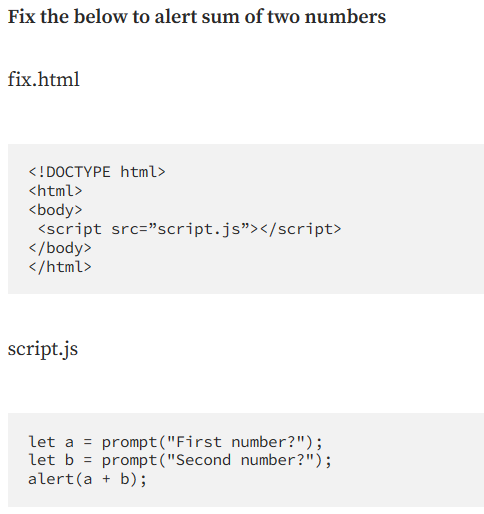 Fix the below to alert sum of two numbers
fix.html
<!DOCTYPE html>
<html>
<body>
 <script src=”script.js”></script>
</body>
</html>
script.js
let a = prompt("First number?");
let b = prompt("Second number?");
alert(a + b);